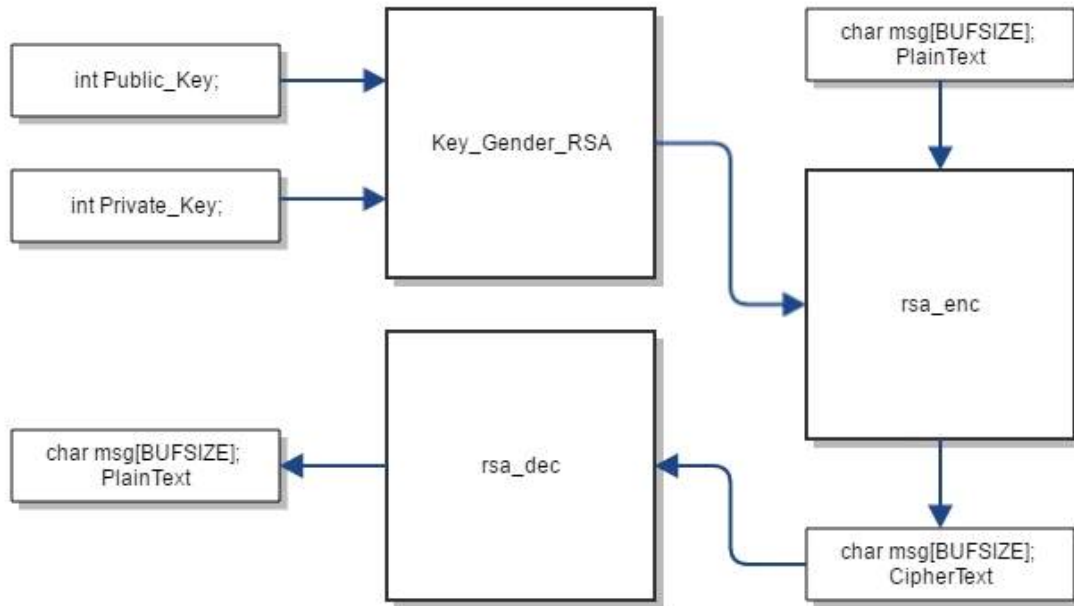 int Public_Key;
int Private_Key;
Key_Gender_RSA
char msg[BUFSIZE];
PlainText
rsa_enc
char msg[BUFSIZE];
CipherText
rsa_dec
char msg[BUFSIZE];
PlainText